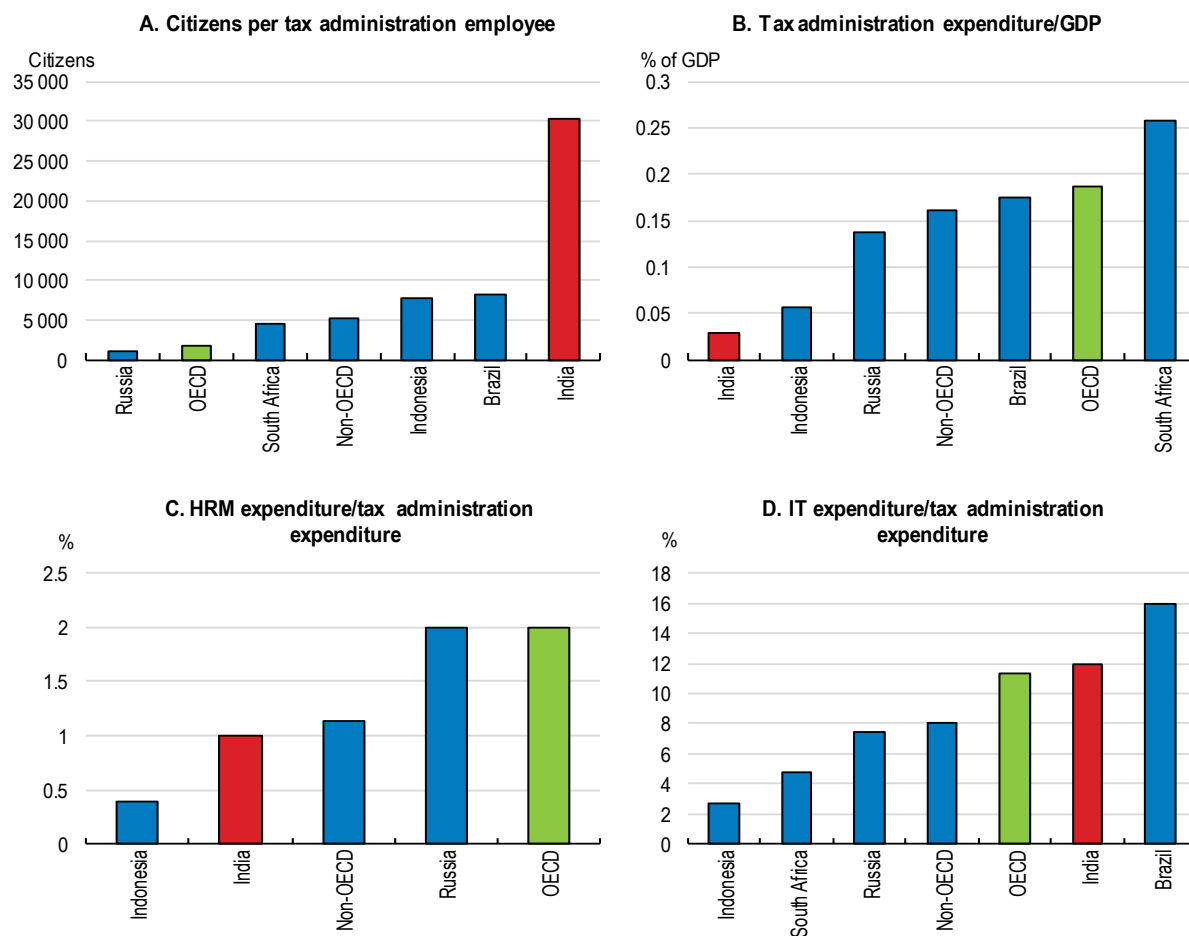 A. Citizens per tax administration employee
Citizens
35 000
30 000
25 000
20 000
15 000
10 000
5 000
0
Russia
OECD
South Africa
Non-OECD
Indonesia
Brazil
India
B. Tax administration expenditure/GDP
% of GDP
0.3
0.25
0.2
0.15
0.1
0.05
0
India
Indonesia
Russia
Non-OECD
Brazil
OECD
South Africa
C. HRM expenditure/tax administration
expenditure
%
2.5
2
1.5
1
0.5
0
Indonesia
India
Non-OECD
Russia
OECD
D. IT expenditure/tax administration
expenditure
%
18
16
14
12
10
8
6
4
2
0
Indonesia
South Africa
Russia
Non-OECD
OECD
India
Brazil